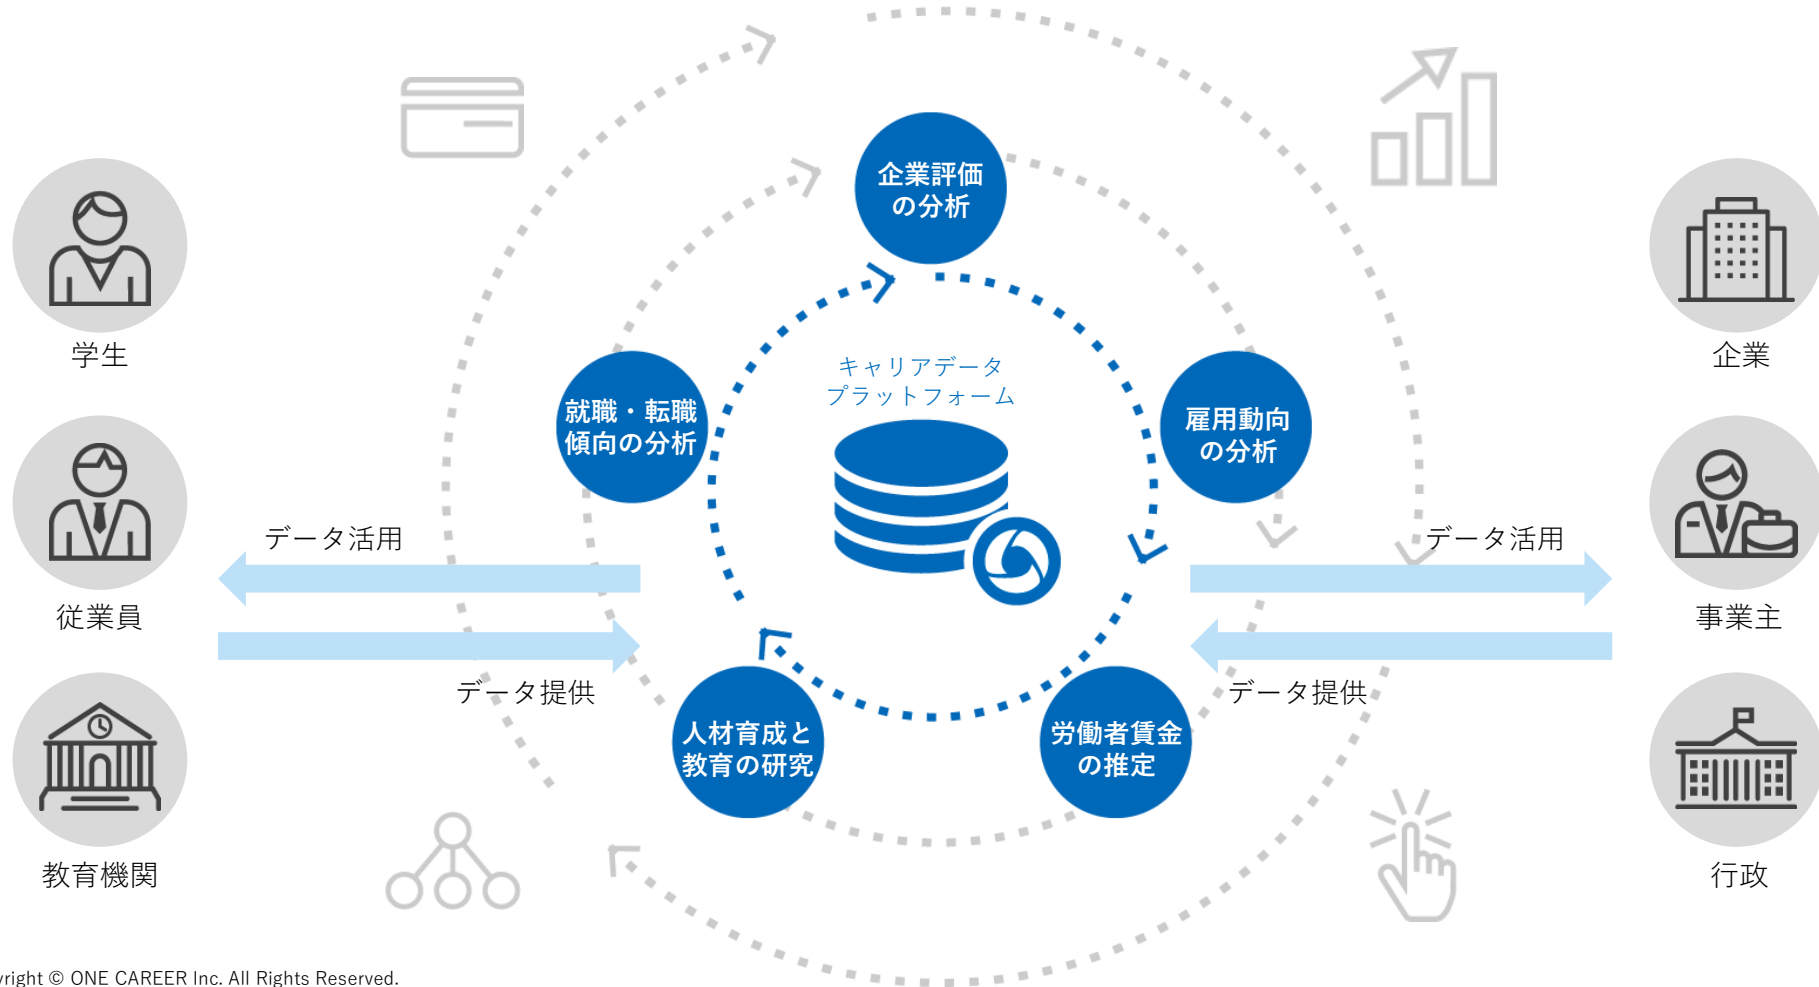 企業評価
の分析
学生
企業
キャリアデータ
プラットフォーム
就職・転職
傾向の分析
雇用動向
の分析
データ活用
データ活用
従業員
事業主
データ提供
データ提供
人材育成と
教育の研究
労働者賃金
の推定
教育機関
行政
yright © ONE CAREER Inc. All Rights Reserved.